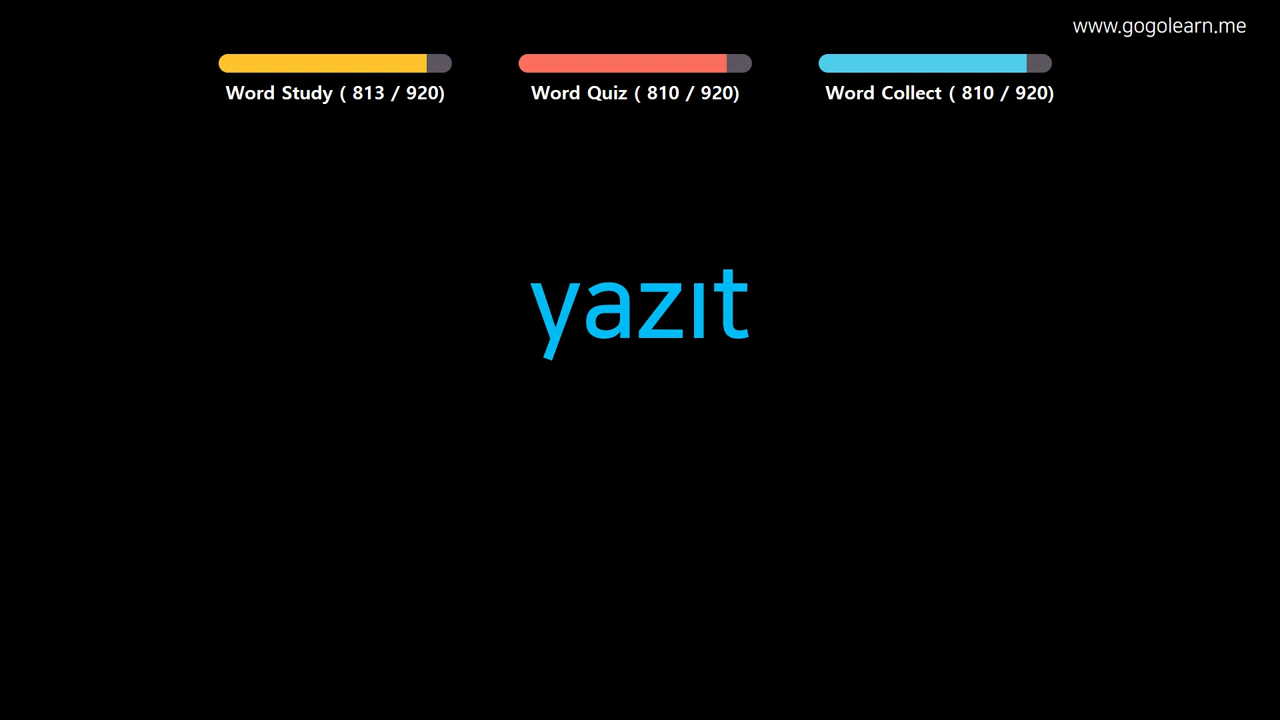 www.gogolearn.me
Word Study ( 813 / 920)
Word Quiz ( 810 / 920)
Word Collect ( 810 / 920)
yazıt